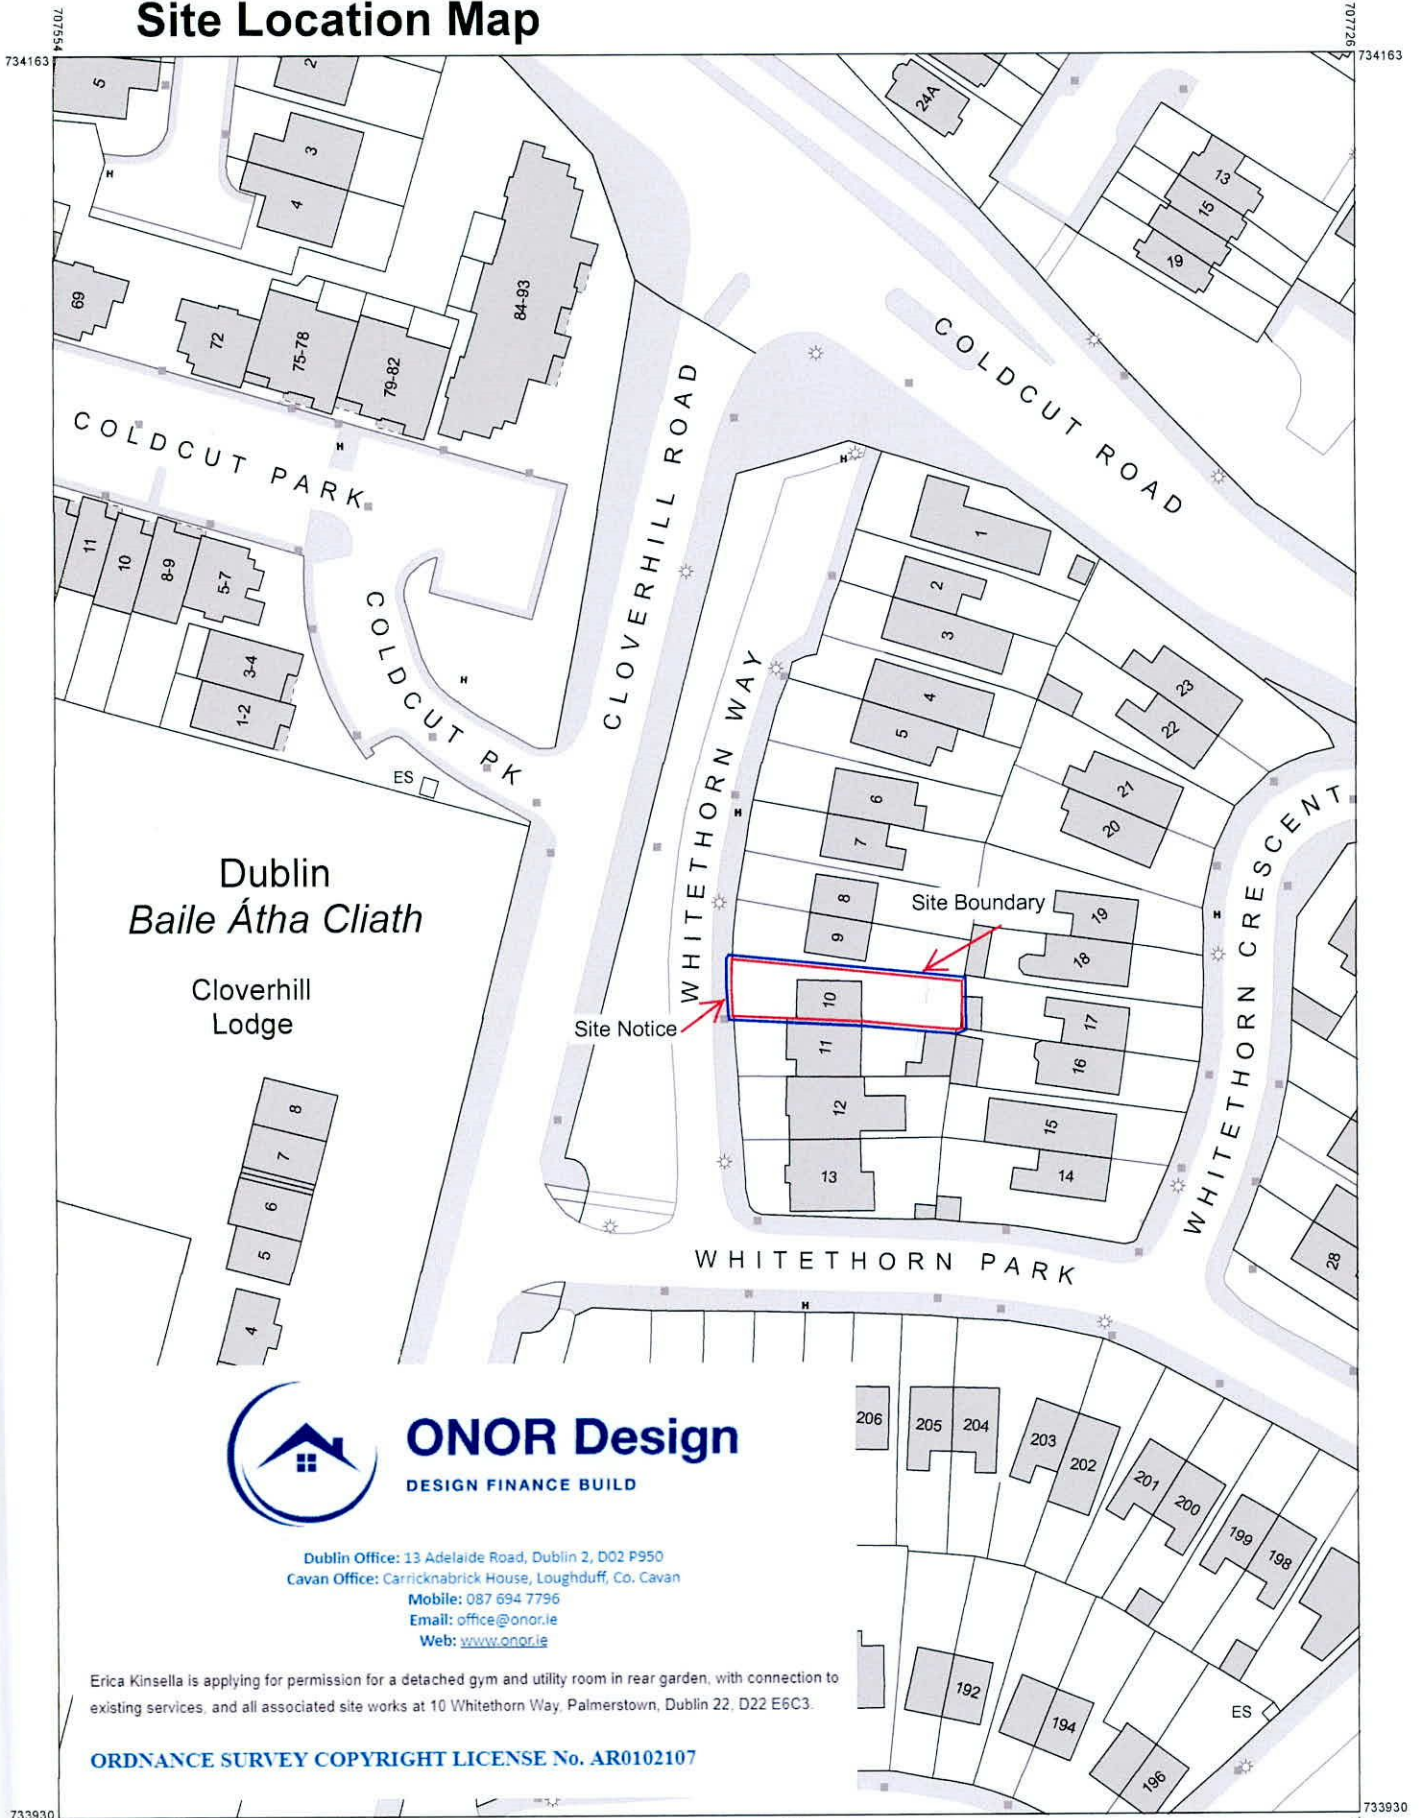 Site Location Map
707554
707726
734163
734163
5
2
3
4
H
24A
13
15
19
69
72
75-78
79-82
84-93
COLDCUT ROAD
COLDCUT PARK
H
CLOVERHILL ROAD
H
11
10
8-9
5-7
3-4
1-2
COLDCUT PK
H
ES
WHITETHORN WAY
H
1
2
3
4
5
6
7
8
9
10
11
12
13
23
22
21
20
19
18
17
16
15
14
WHITETHORN CRESCENT
H
28
Site Boundary
Site Notice
Dublin
Baile Átha Cliath
Cloverhill
Lodge
8
7
6
5
4
WHITETHORN PARK
H
206
205
204
203
202
201
200
199
198
192
194
196
ES
ONOR Design
DESIGN FINANCE BUILD
Dublin Office: 13 Adelaide Road, Dublin 2, D02 P950
Cavan Office: Carricknabrick House, Loughduff, Co. Cavan
Mobile: 087 694 7796
Email: office@onor.ie
Web: www.onor.ie
Erica Kinsella is applying for permission for a detached gym and utility room in rear garden, with connection to
existing services, and all associated site works at 10 Whitethorn Way, Palmerstown, Dublin 22, D22 E6C3.
ORDNANCE SURVEY COPYRIGHT LICENSE No. AR0102107
733930
733930